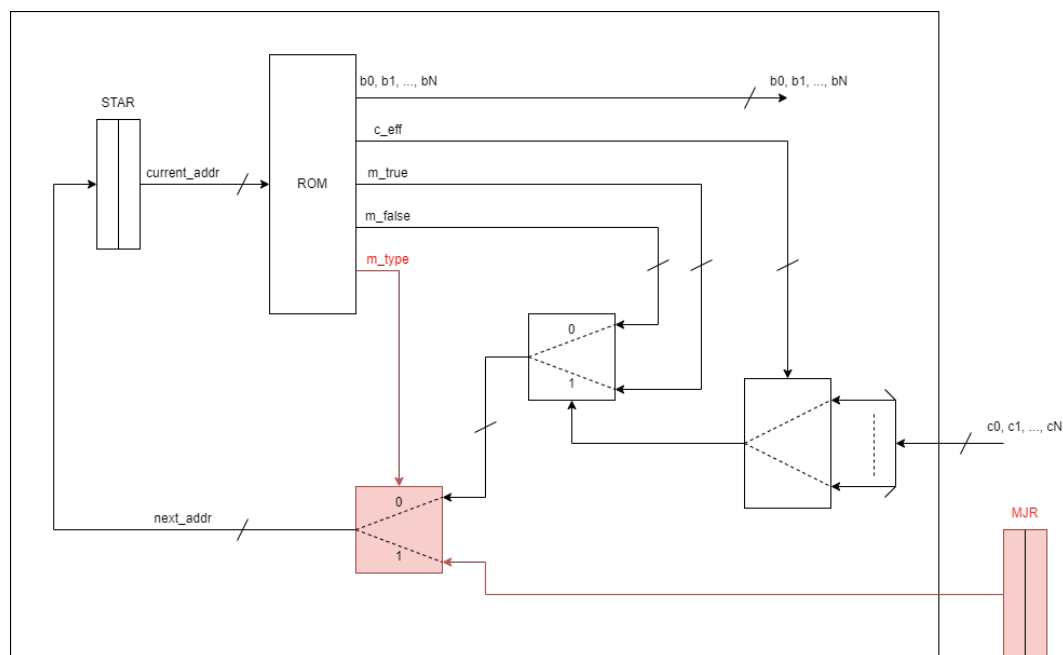 b0, b1, ..., bN
b0, b1, ..., bN
STAR
c_eff
current_addr
ROM
m_true
m_false
m_type
0
1
c0, c1, ..., cN
0
next_addr
1
MJR